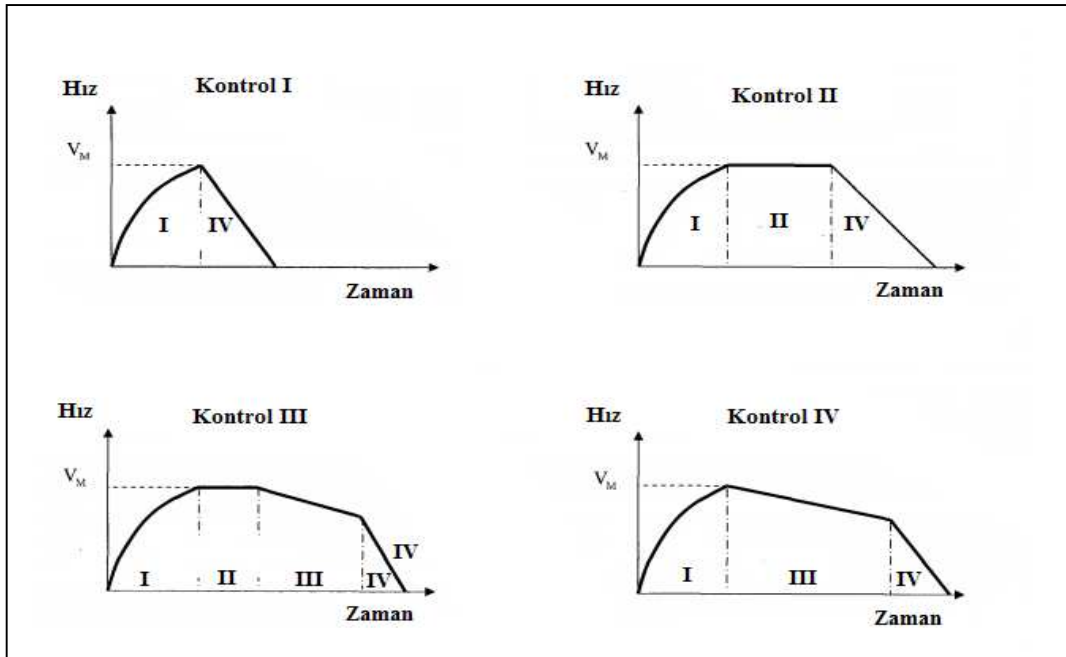 Kontrol I
Hız
V_M
I
IV
Zaman
Kontrol II
Hız
V_M
I
II
IV
Zaman
Kontrol III
Hız
V_M
I
II
III
IV
IV
Zaman
Kontrol IV
Hız
V_M
I
III
IV
Zaman